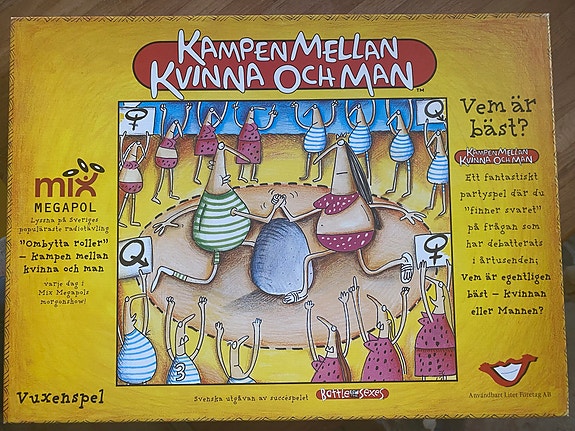 KAMPEN MELLAN
KVINNA OCH MAN™
Vem är
bäst?
KAMPEN MELLAN
KVINNA OCH MAN
Ett fantastiskt
partyspel där du
"finner svaret"
på frågan som
har debatterats
i årtusenden;
Vem är egentligen
bäst - kvinnan
eller Mannen?
mix
MEGAPOL
Lyssna på Sveriges
populäraste radiotävling
"Ombytta roller"
- Kampen mellan
kvinna och man
varje dag i
Mix Megapols
morgonshow!
3
Vuxenspel
Svenska utgåvan av succéspelet Battle of the Sexes
Användbart Litet Företag AB